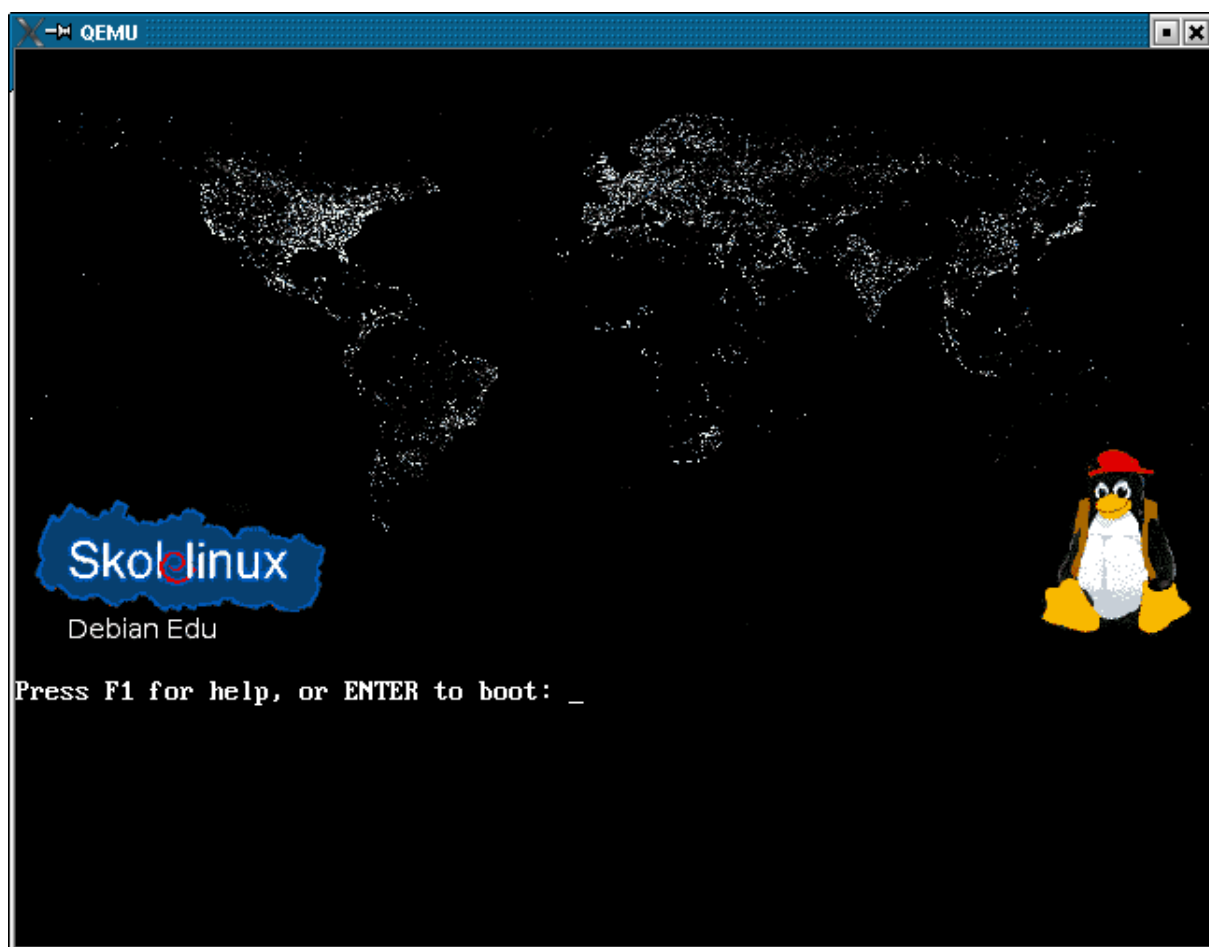 QEMU
Skolelinux
Debian Edu
Press F1 for help, or ENTER to boot: _